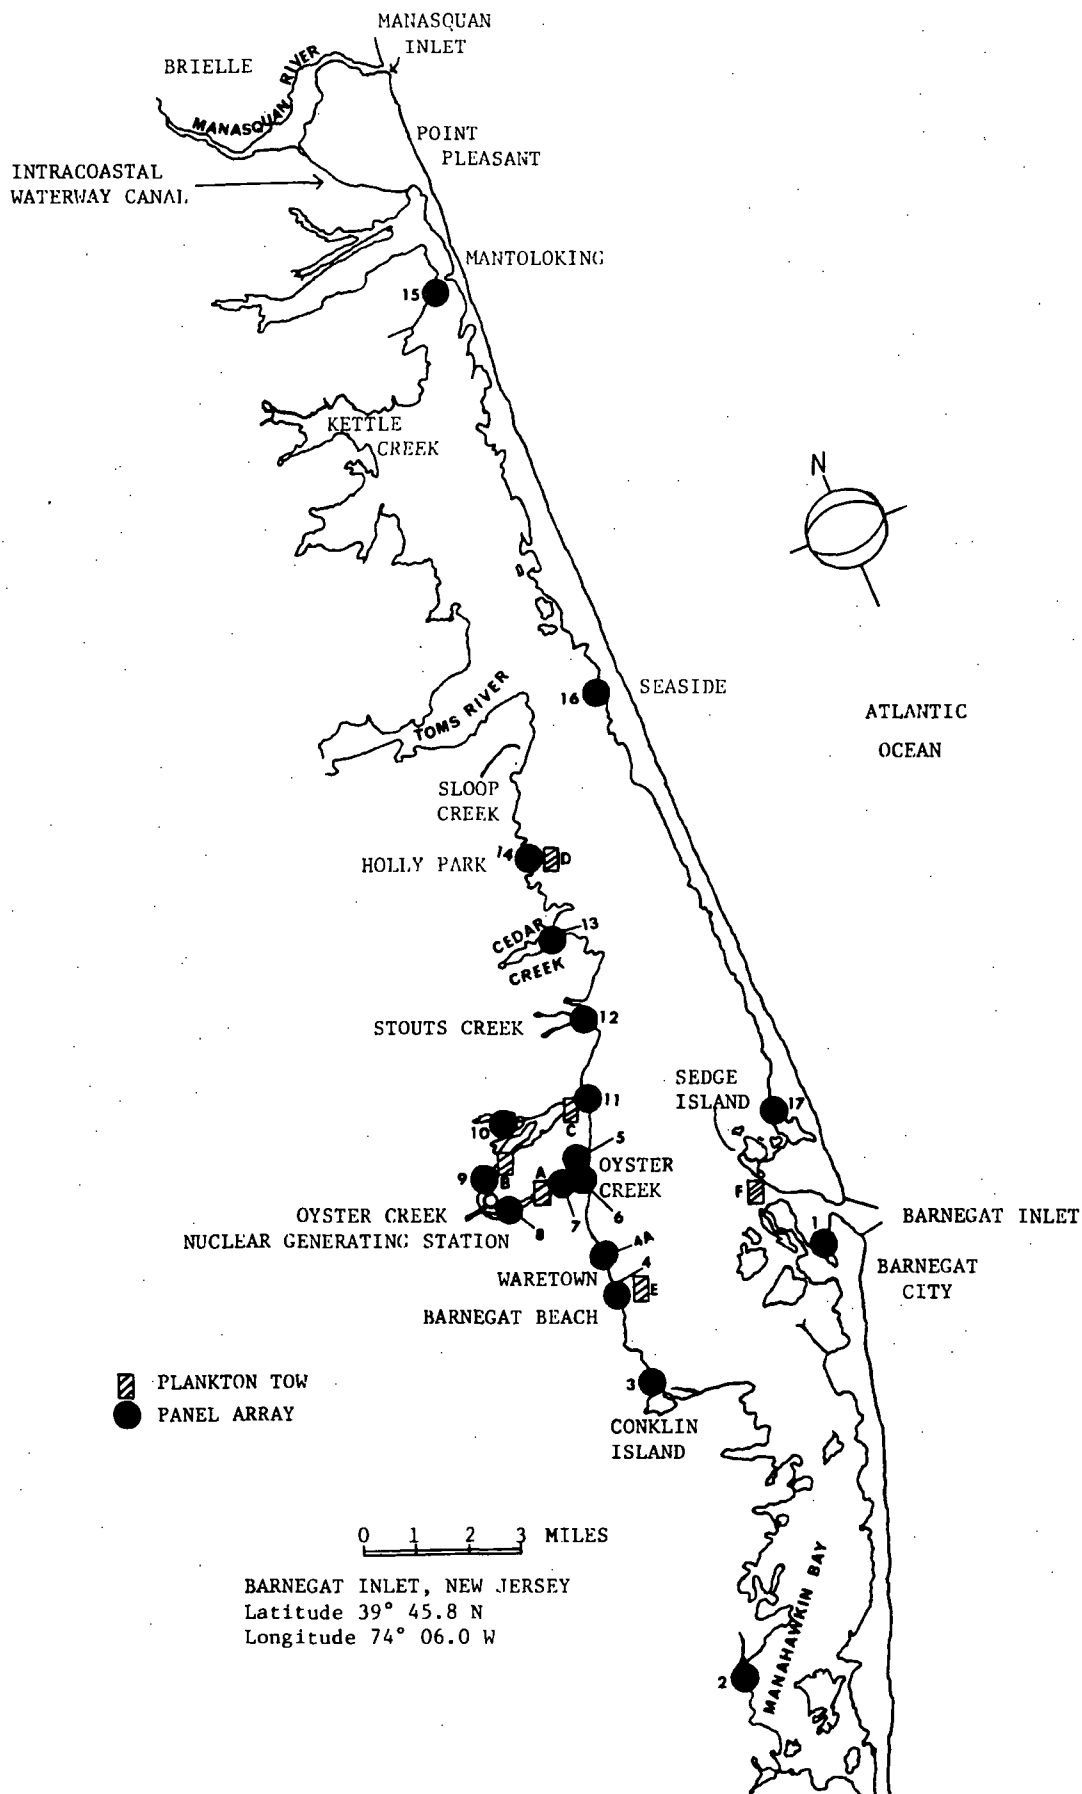 MANASQUAN
INLET
BRIELLE
MANASQUAN RIVER
POINT
PLEASANT
INTRACOASTAL
WATERWAY CANAL
MANTOLOKING
15
KETTLE
CREEK
N
SEASIDE
16
TOMS RIVER
ATLANTIC
OCEAN
SLOOP
CREEK
14
D
HOLLY PARK
CEDAR
CREEK
13
STOUTS CREEK
12
SEDGE
ISLAND
17
11
C
10
5
OYSTER
CREEK
9
B
A
F
6
7
8
OYSTER CREEK
NUCLEAR GENERATING STATION
BARNEGAT INLET
1
4A
4
BARNEGAT
CITY
WARETOWN
E
BARNEGAT BEACH
PLANKTON TOW
PANEL ARRAY
3
CONKLIN
ISLAND
0 1 2 3 MILES
BARNEGAT INLET, NEW JERSEY
Latitude 39° 45.8 N
Longitude 74° 06.0 W
MANAHAWKIN BAY
2